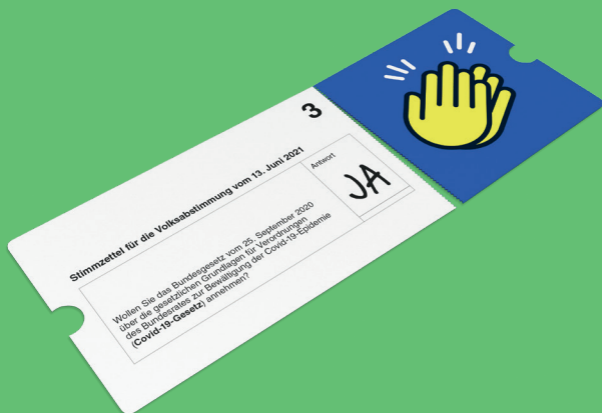 3
Stimmzettel für die Volksabstimmung vom 13. Juni 2021
Antwort
JA
Wollen Sie das Bundesgesetz vom 25. September 2020
über die gesetzlichen Grundlagen für Verordnungen
des Bundesrates zur Bewältigung der Covid-19-Epidemie
(Covid-19-Gesetz) annehmen?